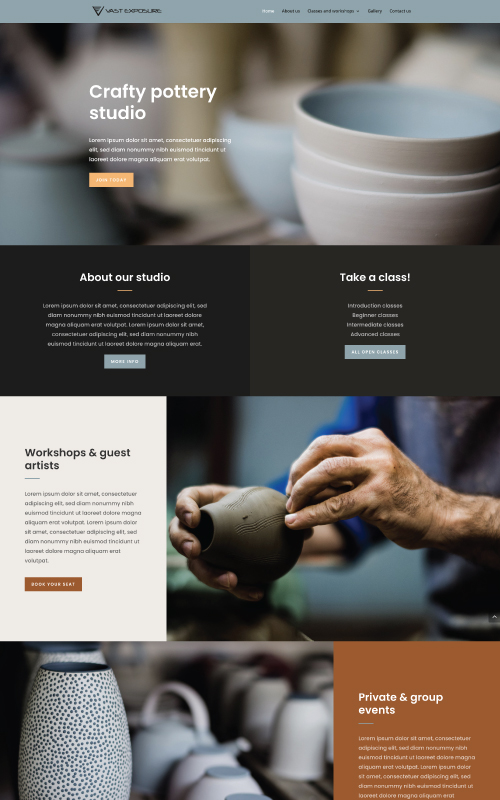 VAST EXPOSURE
Home About us Classes and workshops Gallery Contact us
Crafty pottery
studio
Lorem ipsum dolor sit amet, consectetuer adipiscing
elit, sed diam nonummy nibh euismod tincidunt ut
laoreet dolore magna aliquam erat volutpat.
JOIN TODAY
About our studio
Lorem ipsum dolor sit amet, consectetuer adipiscing elit, sed
diam nonummy nibh euismod tincidunt ut laoreet dolore
magna aliquam erat volutpat. Lorem ipsum dolor sit amet,
consectetuer adipiscing elit, sed diam nonummy nibh
euismod tincidunt ut laoreet dolore magna aliquam erat.
MORE INFO
Take a class!
Introduction classes
Beginner classes
Intermediate classes
Advanced classes
ALL OPEN CLASSES
Workshops & guest
artists
Lorem ipsum dolor sit amet, consectetuer
adipiscing elit, sed diam nonummy nibh
euismod tincidunt ut laoreet dolore magna
aliquam erat volutpat. Lorem ipsum dolor
sit amet, consectetuer adipiscing elit, sed
diam nonummy nibh euismod tincidunt ut
laoreet dolore magna aliquam erat
volutpat.
BOOK YOUR SEAT
Private & group
events
Lorem ipsum dolor sit amet, consectetuer
adipiscing elit, sed diam nonummy nibh
euismod tincidunt ut laoreet dolore magna
aliquam erat volutpat. Lorem ipsum dolor
sit amet, consectetuer adipiscing elit, sed
diam nonummy nibh euismod tincidunt ut
laoreet dolore magna aliquam erat